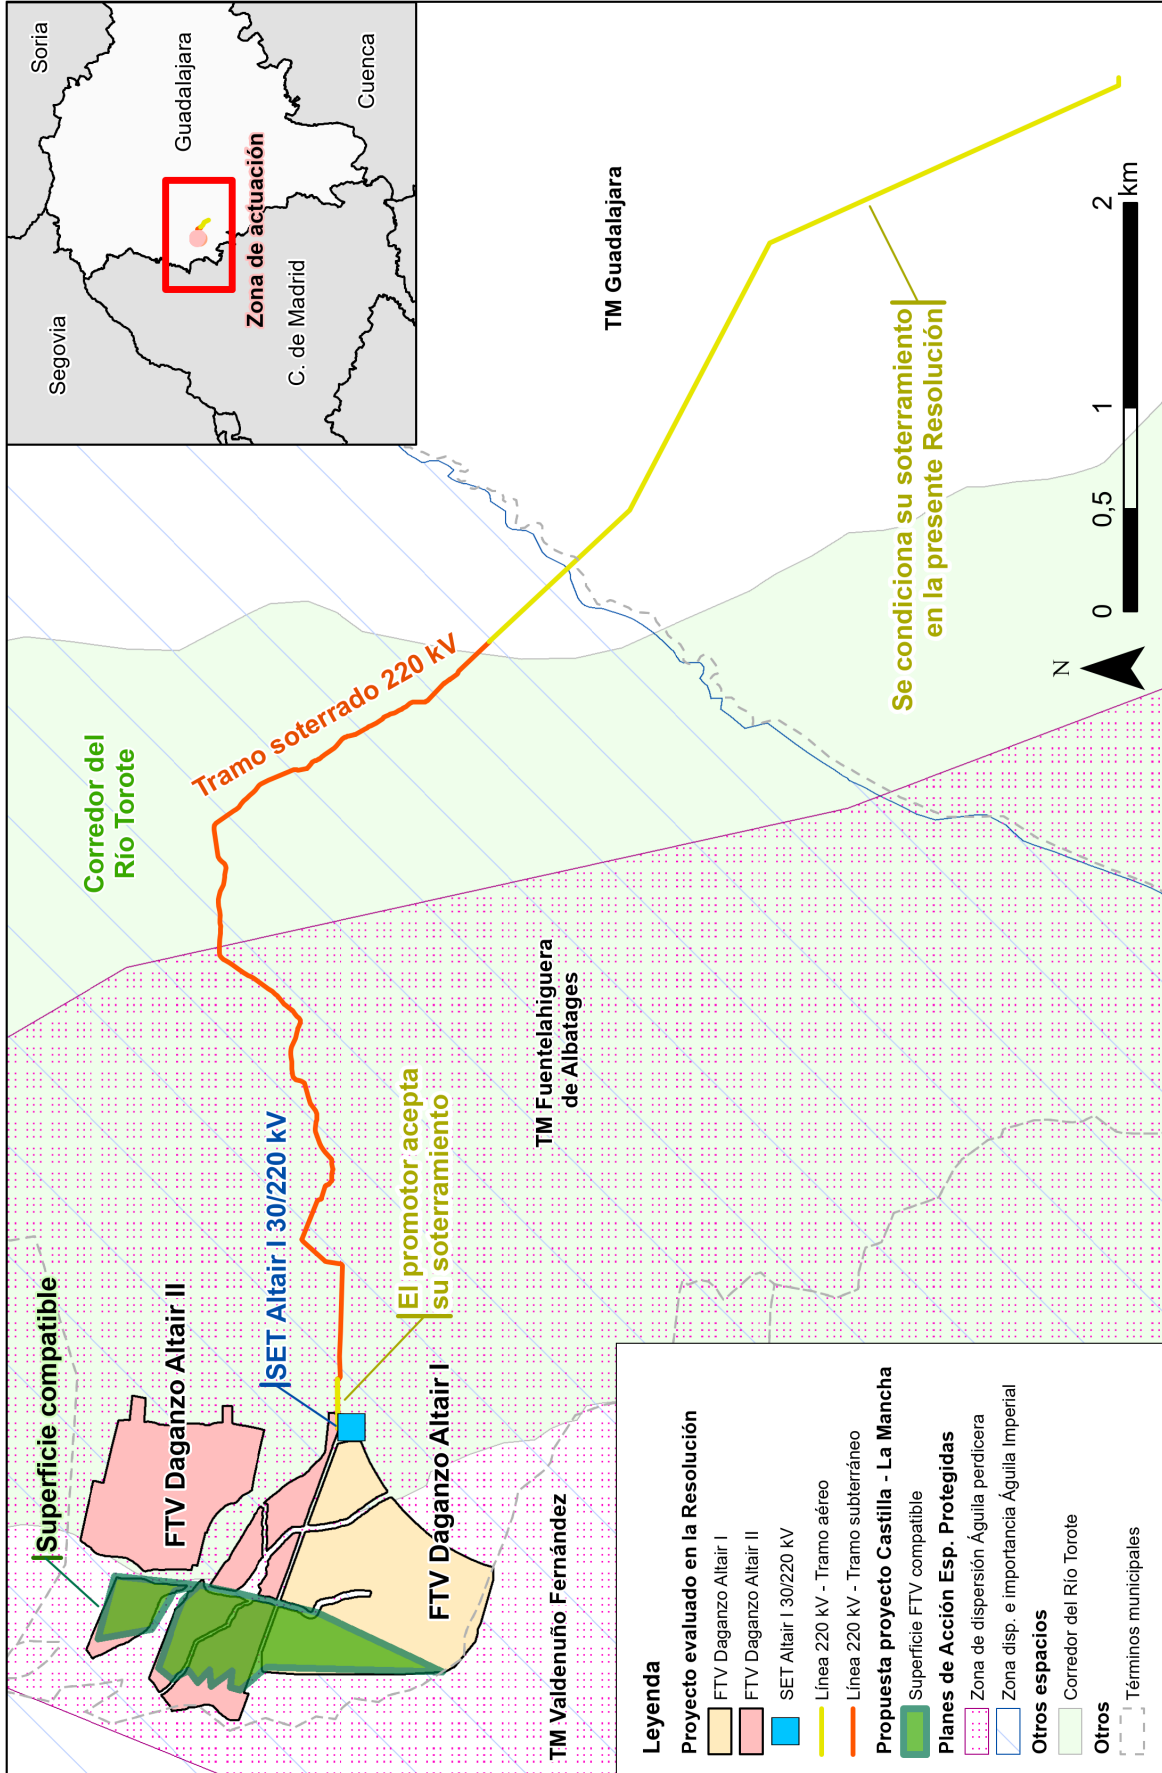 Superficie compatible
FTV Daganzo Altair II
SET Altair I 30/220 kV
El promotor acepta
su soterramiento
FTV Daganzo Altair I
TM Valdenuño Fernández
Corredor del
Río Torote
Tramo soterrado 220 kV
TM Fuentelahiguera
de Albatages
TM Guadalajara
Se condiciona su soterramiento
en la presente Resolución
Segovia
Soria
Guadalajara
Zona de actuación
C. de Madrid
Cuenca
N
0
0,5
1
2
km
Leyenda
Proyecto evaluado en la Resolución
FTV Daganzo Altair I
FTV Daganzo Altair II
SET Altair I 30/220 kV
Línea 220 kV - Tramo aéreo
Línea 220 kV - Tramo subterráneo
Propuesta proyecto Castilla - La Mancha
Superficie FTV compatible
Planes de Acción Esp. Protegidas
Zona de dispersión Águila perdicera
Zona disp. e importancia Águila Imperial
Otros espacios
Corredor del Río Torote
Otros
Términos municipales